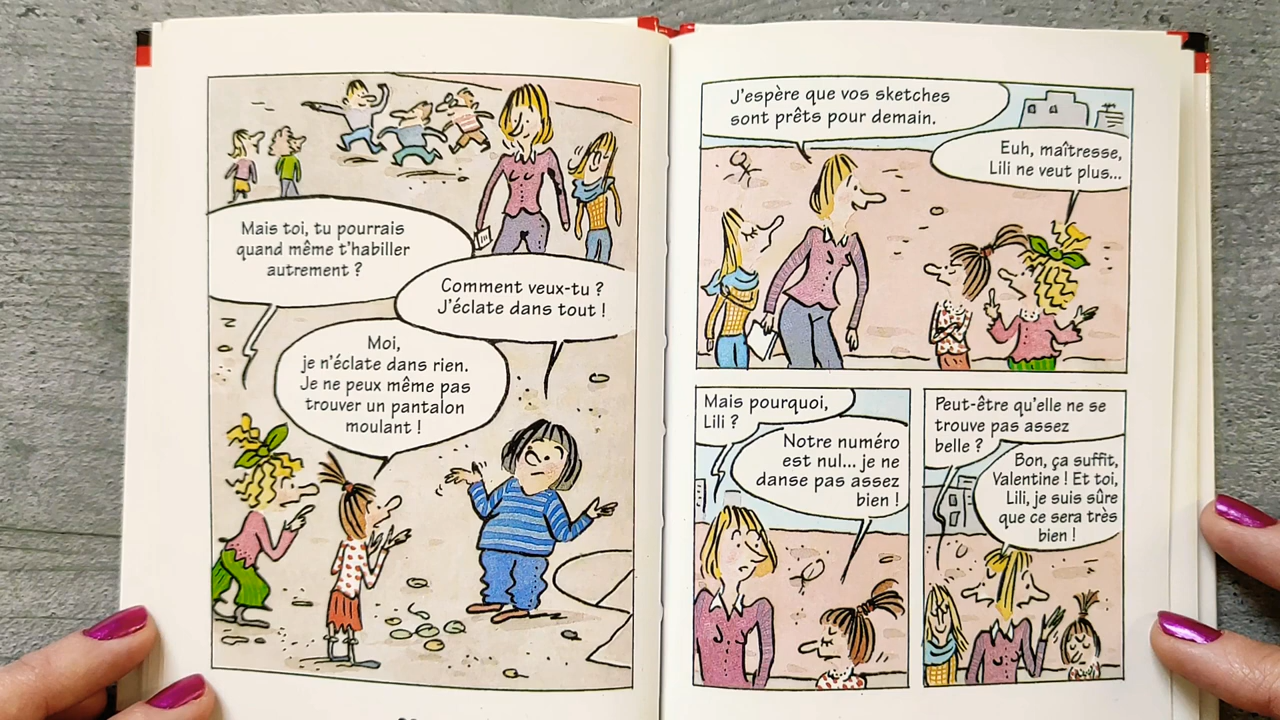 Mais toi, tu pourrais
quand même t'habiller
autrement ?
Comment veux-tu ?
J'éclate dans tout !
Moi,
je n'éclate dans rien.
Je ne peux même pas
trouver un pantalon
moulant !
J'espère que vos sketches
sont prêts pour demain.
Euh, maîtresse,
Lili ne veut plus...
Mais pourquoi,
Lili ?
Notre numéro
est nul... je ne
danse pas assez
bien !
Peut-être qu'elle ne se
trouve pas assez
belle ?
Bon, ça suffit,
Valentine ! Et toi,
Lili, je suis sûre
que ce sera très
bien !